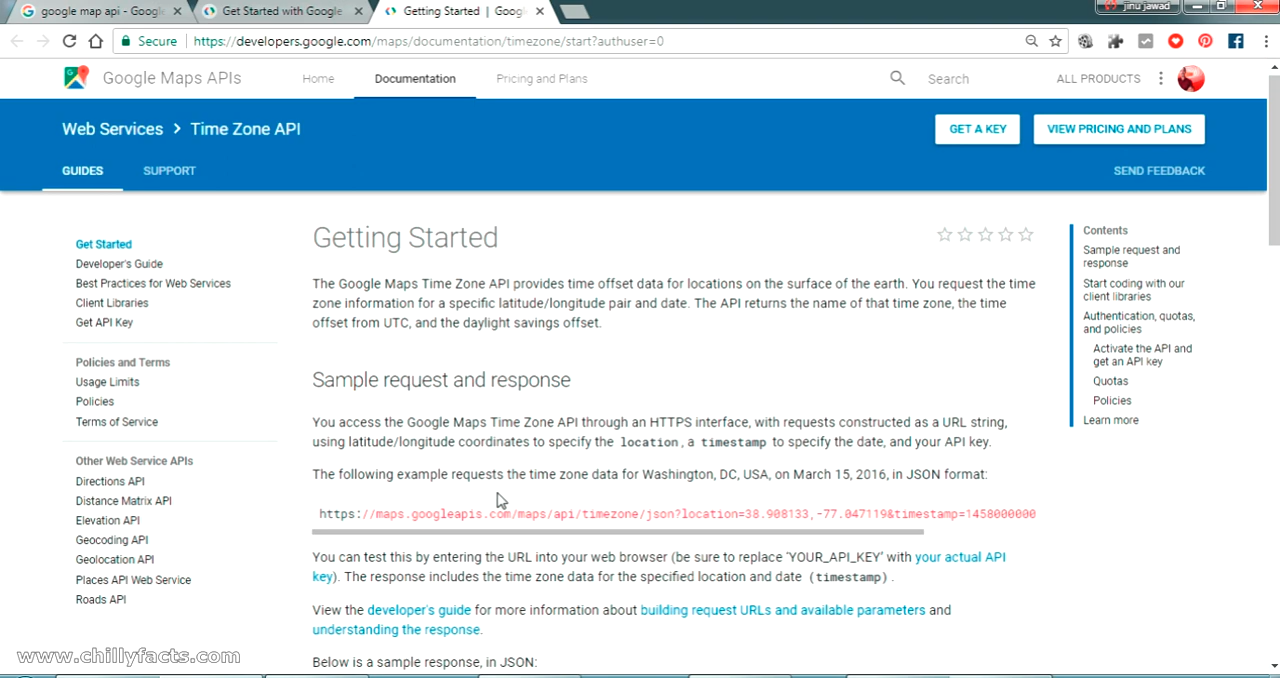 google map api - Googl
Get Started with Google
Getting Started | Goog
jinu jawad
Secure
https://developers.google.com/maps/documentation/timezone/start?authuser=0
Google Maps APIs
Home
Documentation
Pricing and Plans
Search
ALL PRODUCTS
Web Services > Time Zone API
GET A KEY
VIEW PRICING AND PLANS
GUIDES
SUPPORT
SEND FEEDBACK
Get Started
Developer's Guide
Best Practices for Web Services
Client Libraries
Get API Key
Policies and Terms
Usage Limits
Policies
Terms of Service
Other Web Service APIs
Directions API
Distance Matrix API
Elevation API
Geocoding API
Geolocation API
Places API Web Service
Roads API
Getting Started
The Google Maps Time Zone API provides time offset data for locations on the surface of the earth. You request the time
zone information for a specific latitude/longitude pair and date. The API returns the name of that time zone, the time
offset from UTC, and the daylight savings offset.
Sample request and response
You access the Google Maps Time Zone API through an HTTPS interface, with requests constructed as a URL string,
using latitude/longitude coordinates to specify the location, a timestamp to specify the date, and your API key.
The following example requests the time zone data for Washington, DC, USA, on March 15, 2016, in JSON format:
https://maps.googleapis.com/maps/api/timezone/json?location=38.908133,-77.047119&timestamp=1458000000
You can test this by entering the URL into your web browser (be sure to replace 'YOUR_API_KEY' with your actual API
key). The response includes the time zone data for the specified location and date (timestamp).
View the developer's guide for more information about building request URLs and available parameters and
understanding the response.
Below is a sample response, in JSON:
Contents
Sample request and
response
Start coding with our
client libraries
Authentication, quotas,
and policies
Activate the API and
get an API key
Quotas
Policies
Learn more
www.chillyfacts.com